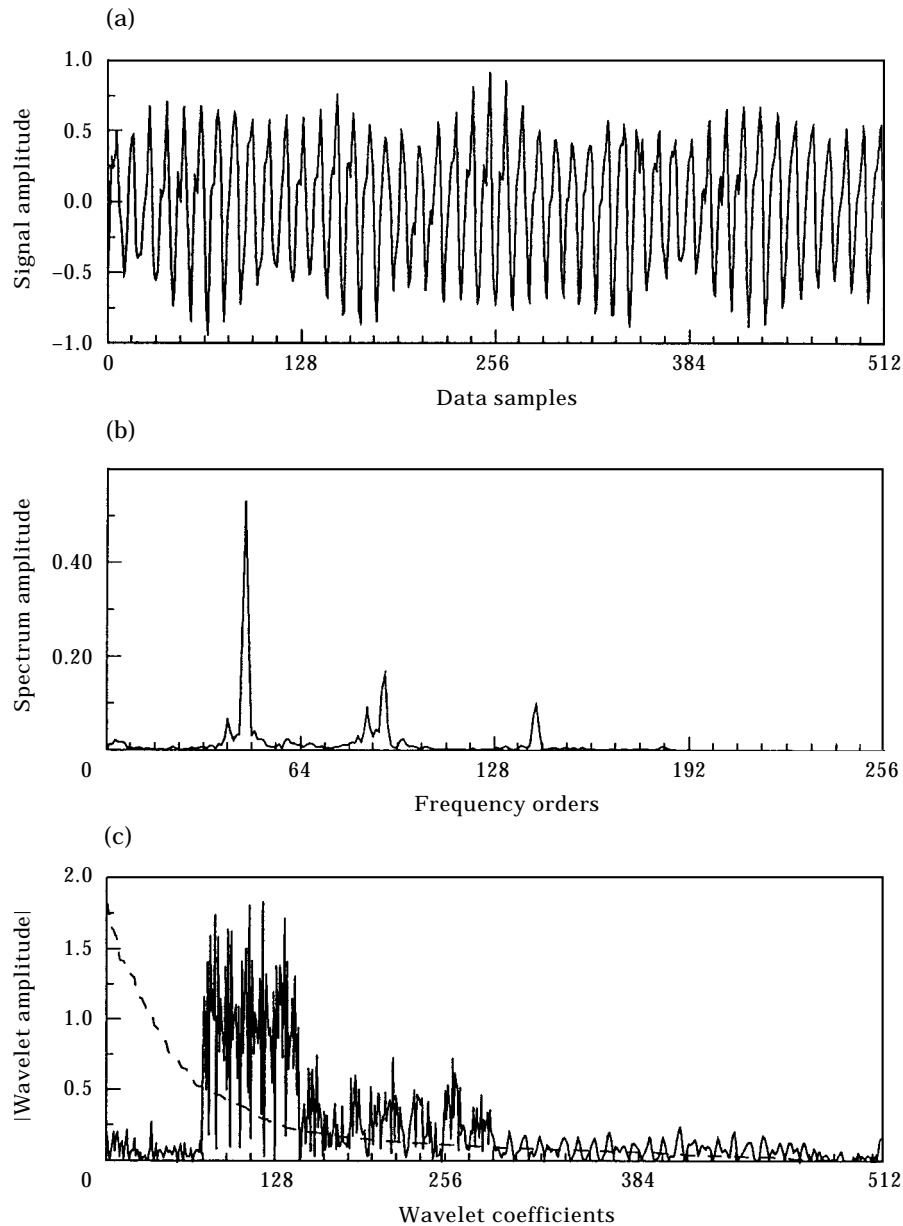 (a)
Signal amplitude
1.0
0.5
0.0
−0.5
−1.0
0 128 256 384 512
Data samples
(b)
Spectrum amplitude
0.40
0.20
0 64 128 192 256
Frequency orders
(c)
|Wavelet amplitude|
2.0
1.5
1.0
0.5
0 128 256 384 512
Wavelet coefficients